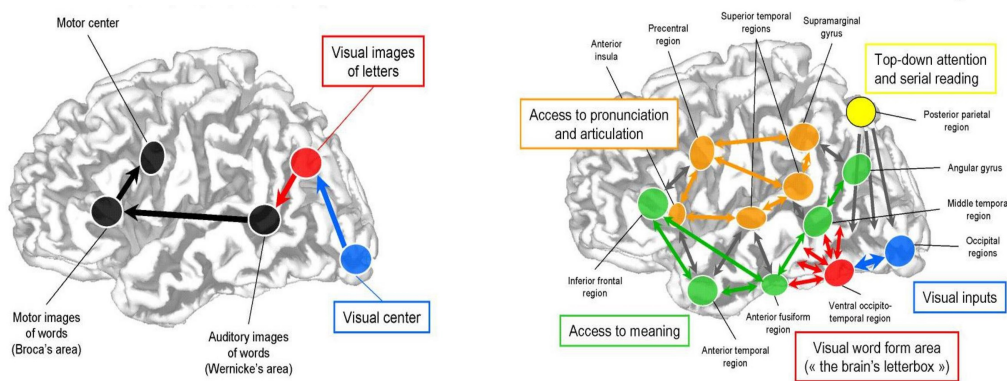 Motor center
Visual images
of letters
Motor images
of words
(Broca's area)
Auditory images
of words
(Wernicke's area)
Visual center
Anterior
insula
Precentral
region
Superior temporal
regions
Supramarginal
gyrus
Top-down attention
and serial reading
Access to pronunciation
and articulation
Posterior parietal
region
Angular gyrus
Middle tempora
region
Occipital
regions
Visual inputs
Inferior frontal
region
Access to meaning
Anterior temporal
region
Anterior fusiform
region
Ventral occipito-
temporal region
Visual word form area
(« the brain's letterbox »)